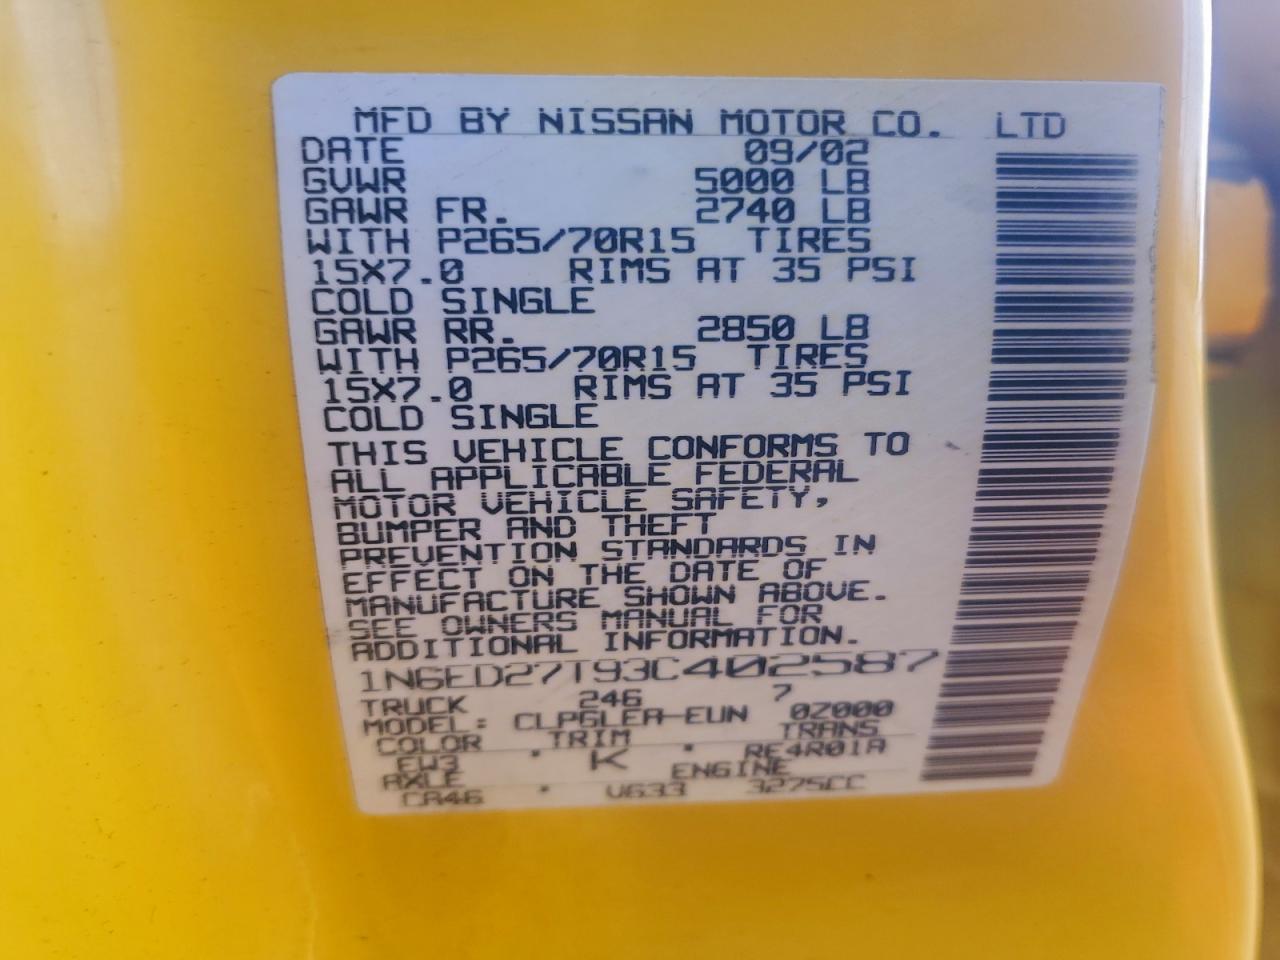 MFD BY NISSAN MOTOR CO. LTD
DATE 09/02
GVWR 5000 LB
GAWR FR. 2740 LB
WITH P265/70R15 TIRES
15X7.0 RIMS AT 35 PSI
COLD SINGLE
GAWR RR. 2850 LB
WITH P265/70R15 TIRES
15X7.0 RIMS AT 35 PSI
COLD SINGLE
THIS VEHICLE CONFORMS TO
ALL APPLICABLE FEDERAL
MOTOR VEHICLE SAFETY,
BUMPER AND THEFT
PREVENTION STANDARDS IN
EFFECT ON THE DATE OF
MANUFACTURE SHOWN ABOVE.
SEE OWNERS MANUAL FOR
ADDITIONAL INFORMATION.
1N6ED27T93C402587
TRUCK 246 7
MODEL: CLPGLEA-EUN 0Z000
COLOR TRIM TRANS
EW3 * K * RE4R01A
AXLE ENGINE
CA46 * VG33 3275CC